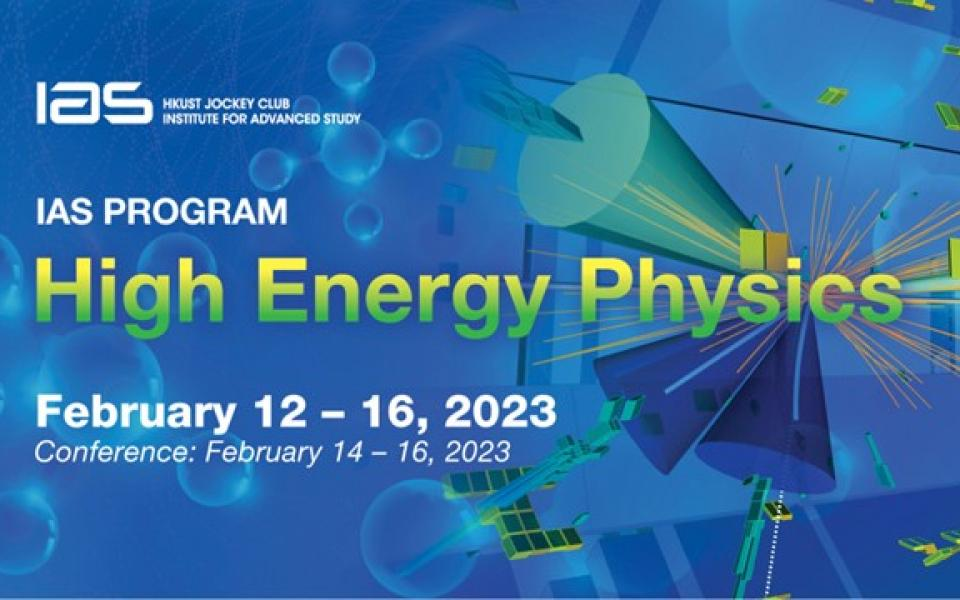 IAS HKUST JOCKEY CLUB
INSTITUTE FOR ADVANCED STUDY
IAS PROGRAM
High Energy Physics
February 12 – 16, 2023
Conference: February 14 – 16, 2023